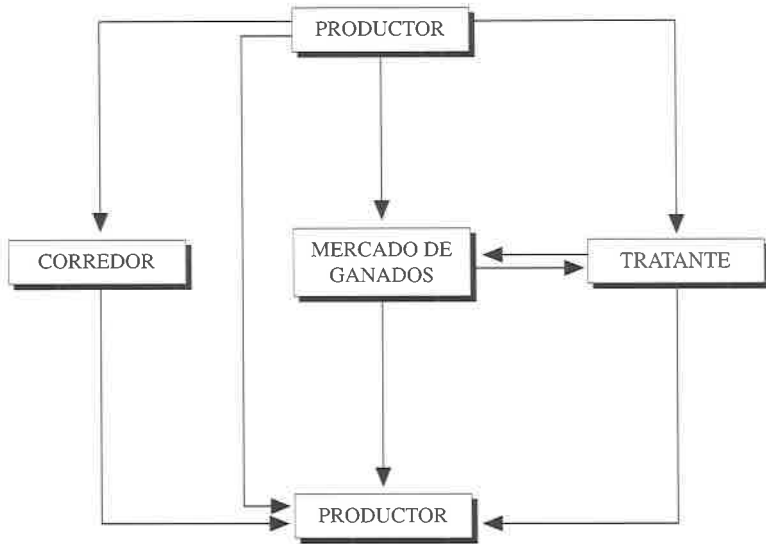 PRODUCTOR
CORREDOR
MERCADO DE
GANADOS
TRATANTE
PRODUCTOR